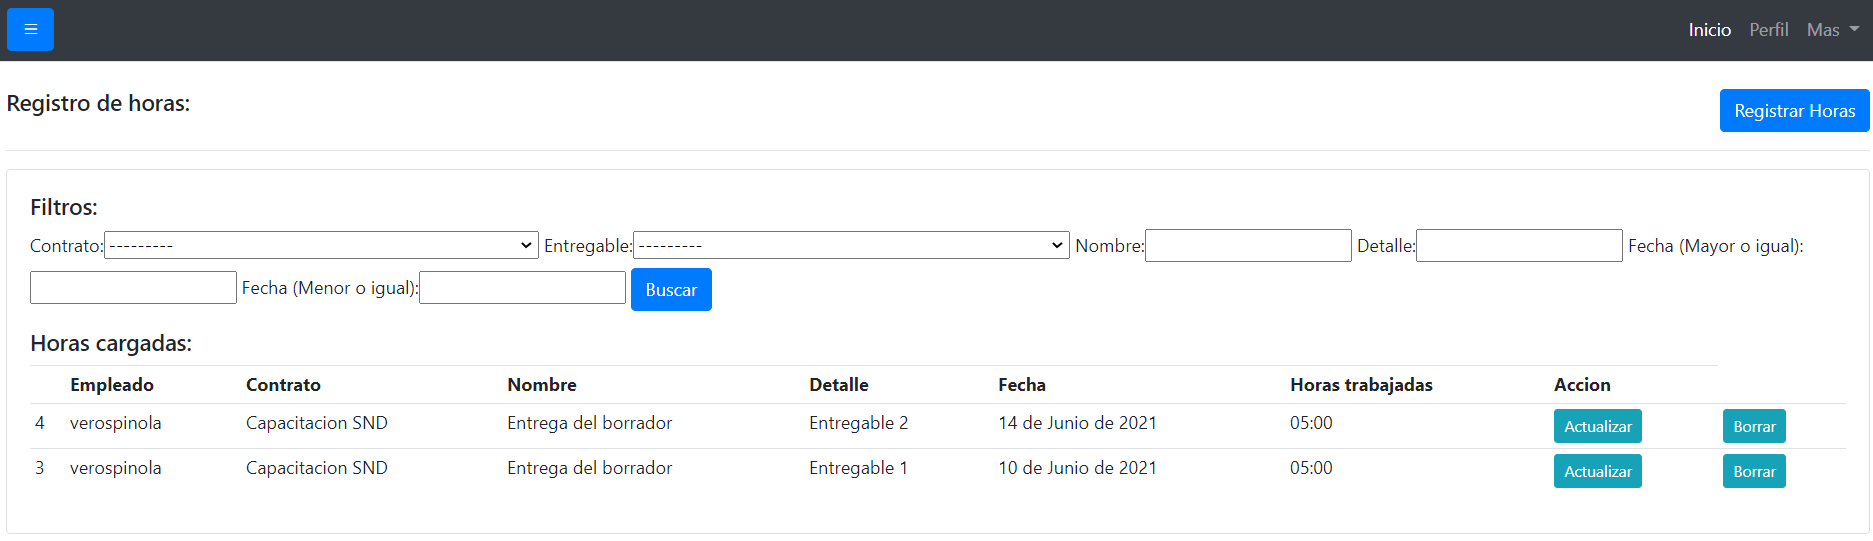 Inicio Perfil Mas
Registro de horas:
Registrar Horas
Filtros:
Contrato: --------- Entregable: --------- Nombre: Detalle: Fecha (Mayor o igual):
Fecha (Menor o igual): Buscar
Horas cargadas:
Empleado Contrato Nombre Detalle Fecha Horas trabajadas Accion
4 verospinola Capacitacion SND Entrega del borrador Entregable 2 14 de Junio de 2021 05:00 Actualizar Borrar
3 verospinola Capacitacion SND Entrega del borrador Entregable 1 10 de Junio de 2021 05:00 Actualizar Borrar